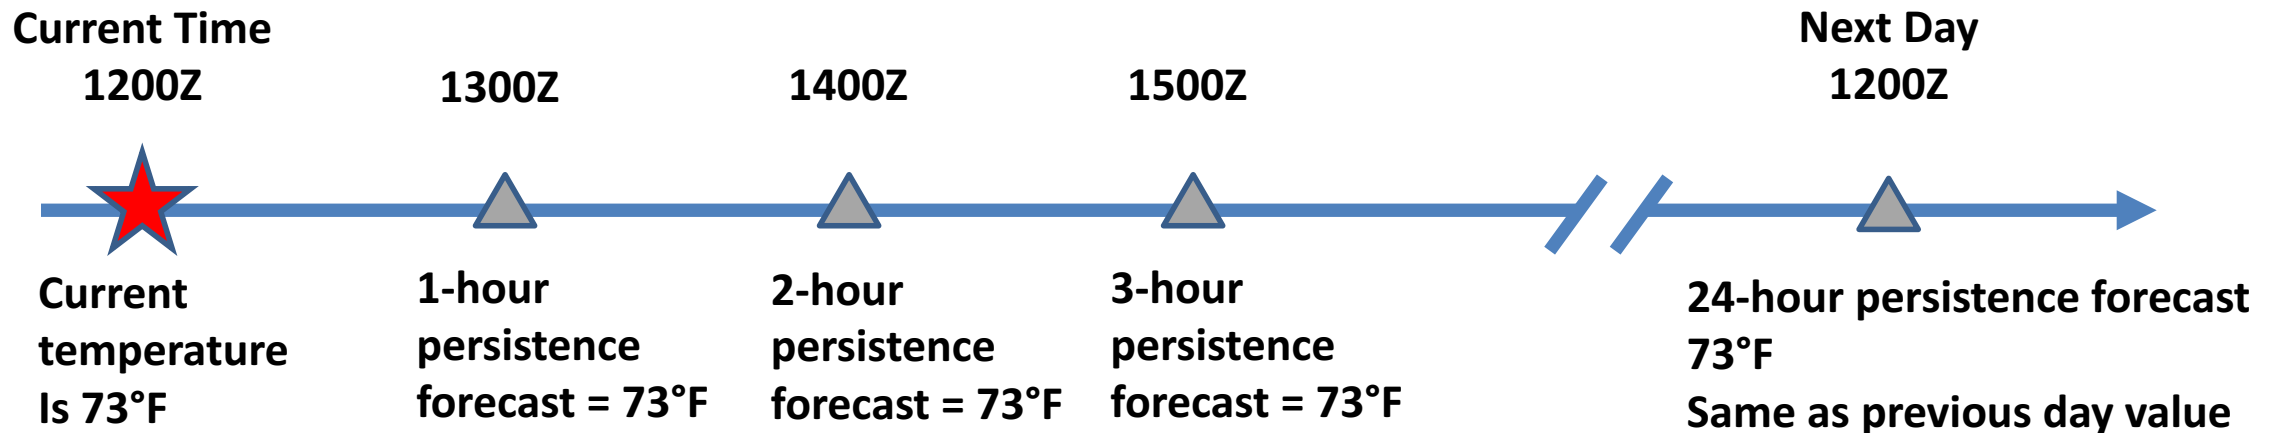 Current Time
1200Z
1300Z
1400Z
1500Z
Next Day
1200Z
Current
temperature
Is 73°F
1-hour
persistence
forecast = 73°F
2-hour
persistence
forecast = 73°F
3-hour
persistence
forecast = 73°F
24-hour persistence forecast
73°F
Same as previous day value